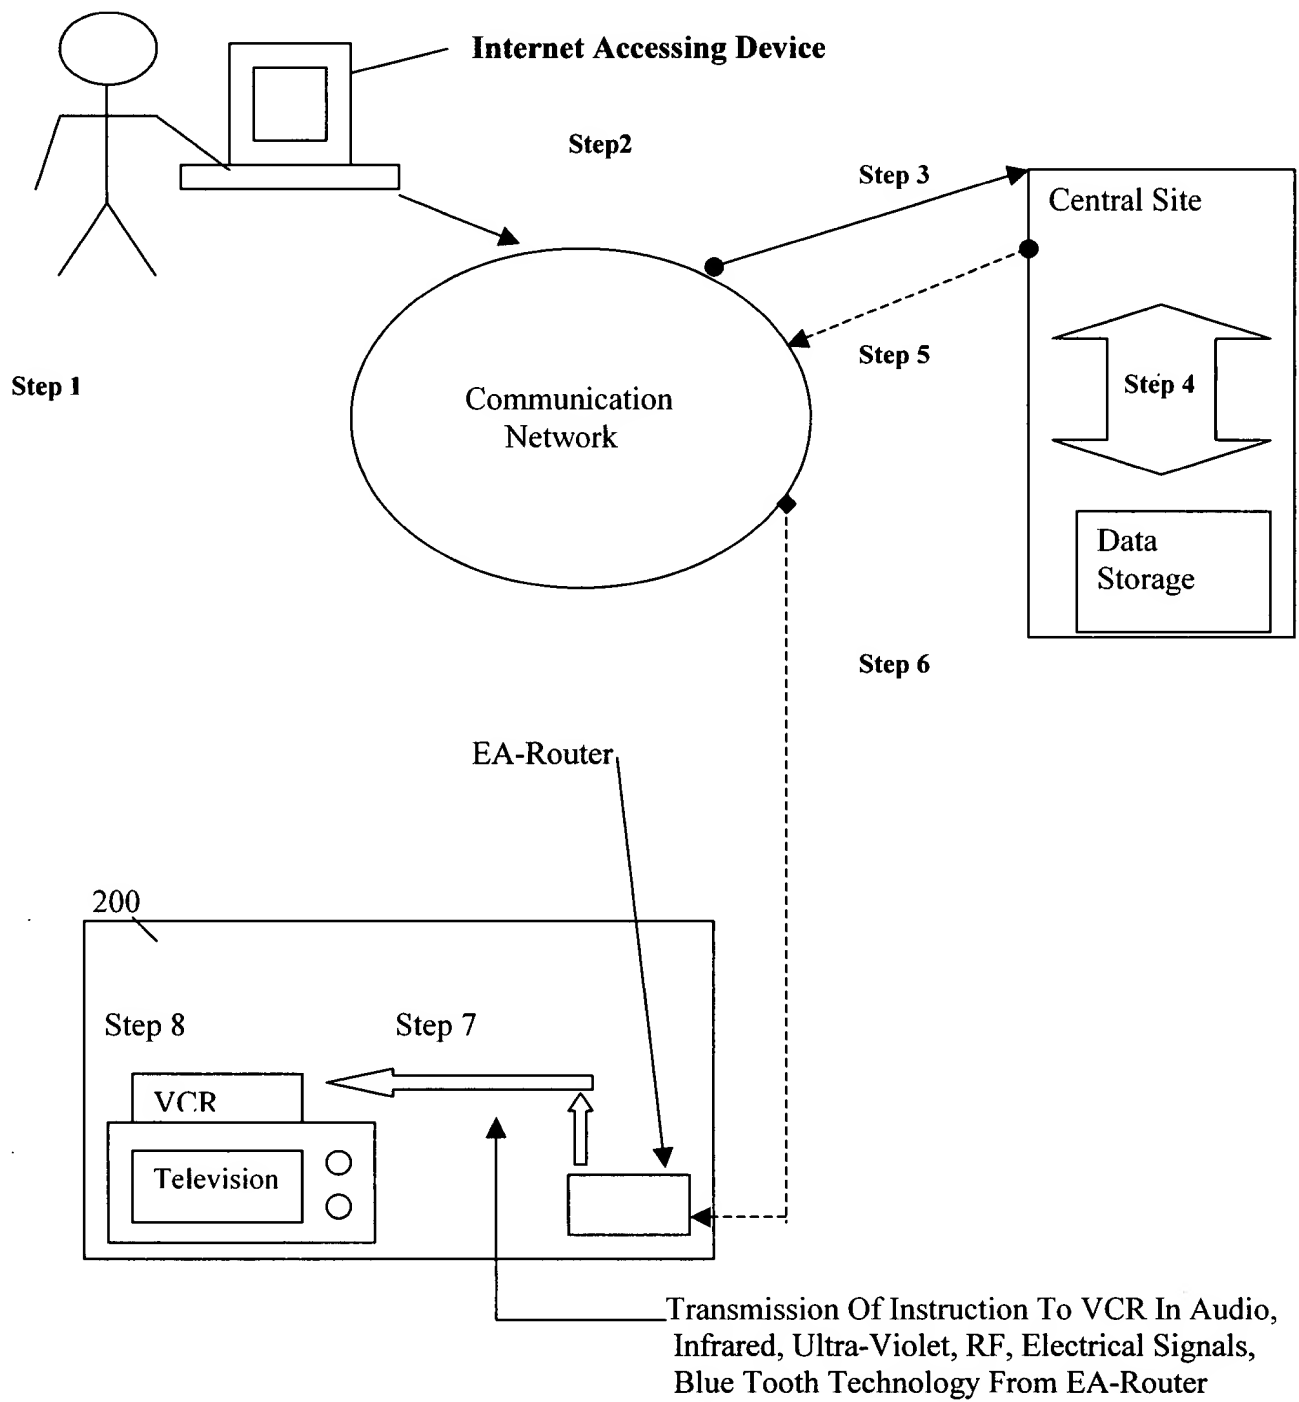 Internet Accessing Device
Step2
Step 3
Central Site
Step 1
Step 5
Step 4
Communication
Network
Data
Storage
Step 6
EA-Router
200
Step 8
Step 7
VCR
Television
Transmission Of Instruction To VCR In Audio,
Infrared, Ultra-Violet, RF, Electrical Signals,
Blue Tooth Technology From EA-Router